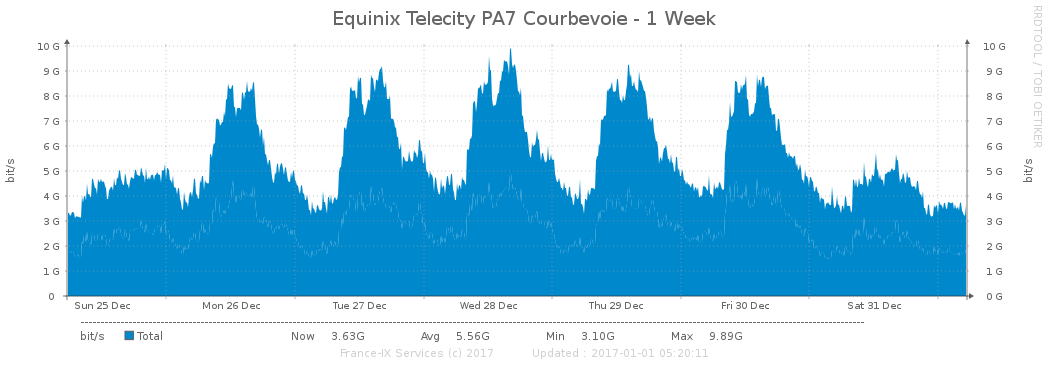 Equinix Telecity PA7 Courbevoie - 1 Week
RRDTOOL / TOBI OETIKER
bit/s
10 G 10 G
9 G 9 G
8 G 8 G
7 G 7 G
6 G 6 G
5 G 5 G
4 G 4 G
3 G 3 G
2 G 2 G
1 G 1 G
0 0 G
bit/s
Sun 25 Dec Mon 26 Dec Tue 27 Dec Wed 28 Dec Thu 29 Dec Fri 30 Dec Sat 31 Dec
bit/s Total Now 3.63G Avg 5.56G Min 3.10G Max 9.89G
France-IX Services (c) 2017 Updated : 2017-01-01 05:20:11